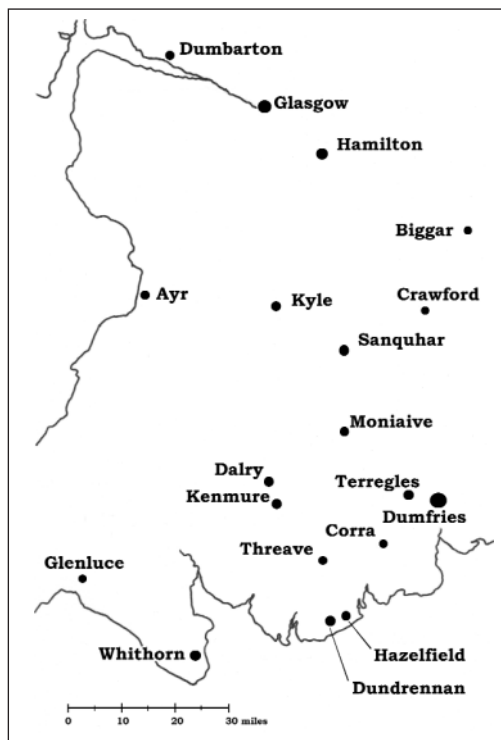 Dumbarton
Glasgow
Hamilton
Biggar
Crawford
Ayr
Kyle
Sanquhar
Moniaive
Dalry
Terregles
Kenmure
Dumfries
Corra
Threave
Glenluce
Whithorn
Hazelfield
Dundrennan
0 10 20 30 miles